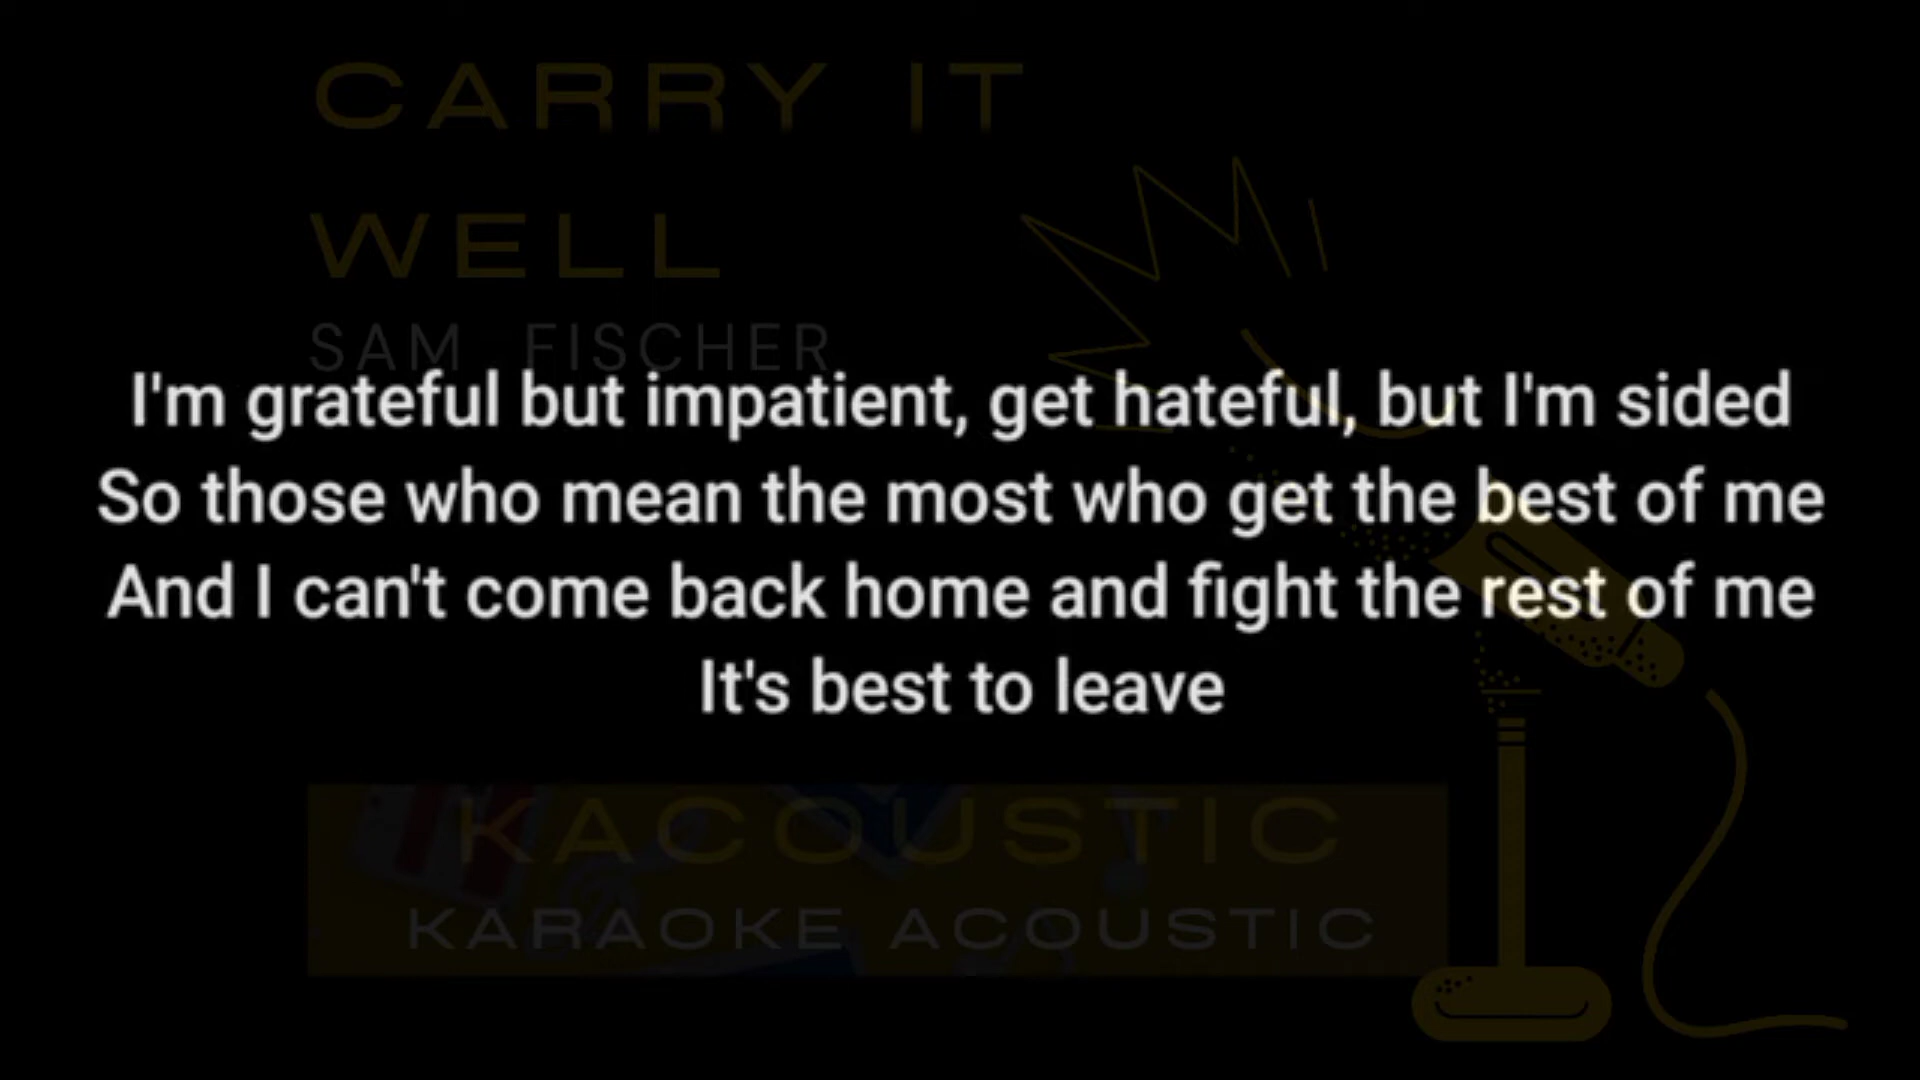 CARRY IT
WELL
SAM FISCHER
I'm grateful but impatient, get hateful, but I'm sided
So those who mean the most who get the best of me
And I can't come back home and fight the rest of me
It's best to leave
KACOUSTIC
KARAOKE ACOUSTIC